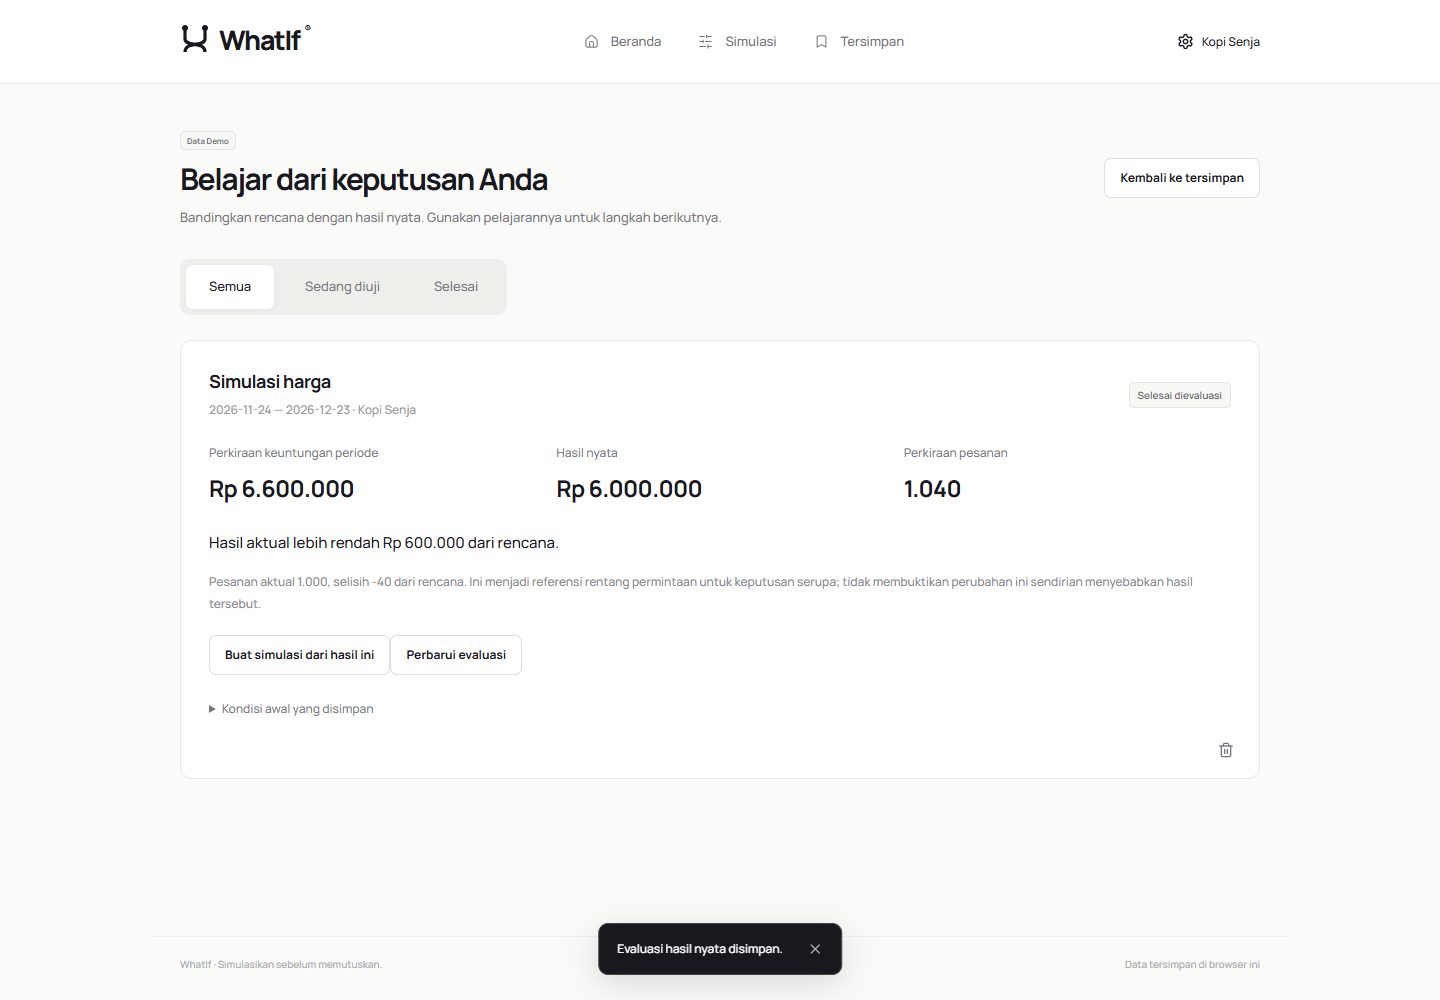 WhatIf
Beranda
Simulasi
Tersimpan
Kopi Senja
Data Demo
Belajar dari keputusan Anda
Bandingkan rencana dengan hasil nyata. Gunakan pelajarannya untuk langkah berikutnya.
Kembali ke tersimpan
Semua
Sedang diuji
Selesai
Simulasi harga
2026-11-24 — 2026-12-23 · Kopi Senja
Selesai dievaluasi
Perkiraan keuntungan periode
Hasil nyata
Perkiraan pesanan
Rp 6.600.000
Rp 6.000.000
1.040
Hasil aktual lebih rendah Rp 600.000 dari rencana.
Pesanan aktual 1.000, selisih -40 dari rencana. Ini menjadi referensi rentang permintaan untuk keputusan serupa; tidak membuktikan perubahan ini sendirian menyebabkan hasil
tersebut.
Buat simulasi dari hasil ini
Perbarui evaluasi
Kondisi awal yang disimpan
Evaluasi hasil nyata disimpan.
WhatIf · Simulasikan sebelum memutuskan.
Data tersimpan di browser ini